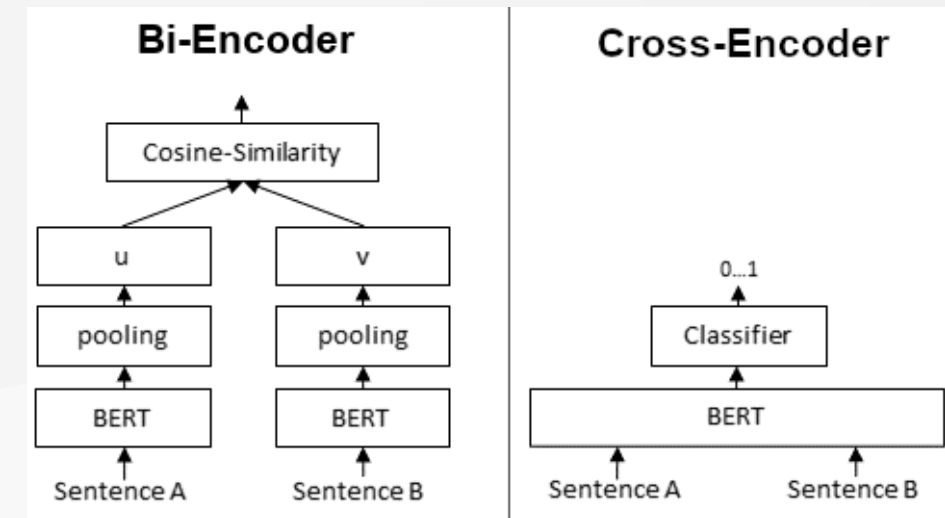 Bi-Encoder
Cosine-Similarity
u
v
pooling
pooling
BERT
BERT
Sentence A
Sentence B
Cross-Encoder
0...1
Classifier
BERT
Sentence A
Sentence B